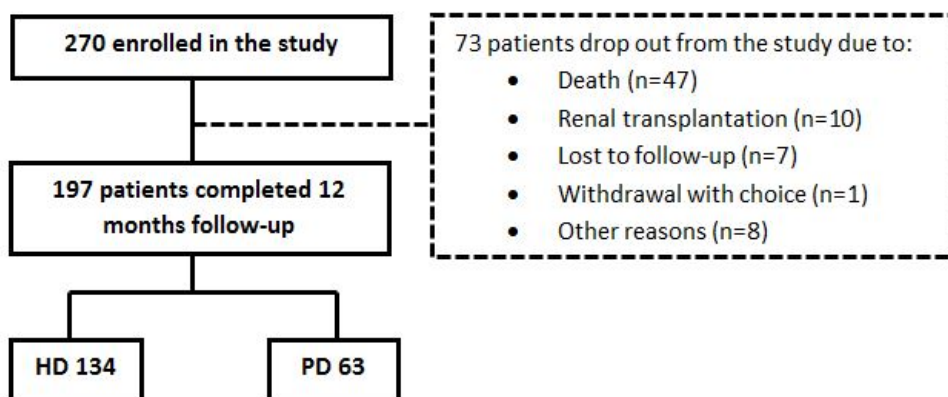 270 enrolled in the study
73 patients drop out from the study due to:
• Death (n=47)
• Renal transplantation (n=10)
• Lost to follow-up (n=7)
• Withdrawal with choice (n=1)
• Other reasons (n=8)
197 patients completed 12
months follow-up
HD 134
PD 63